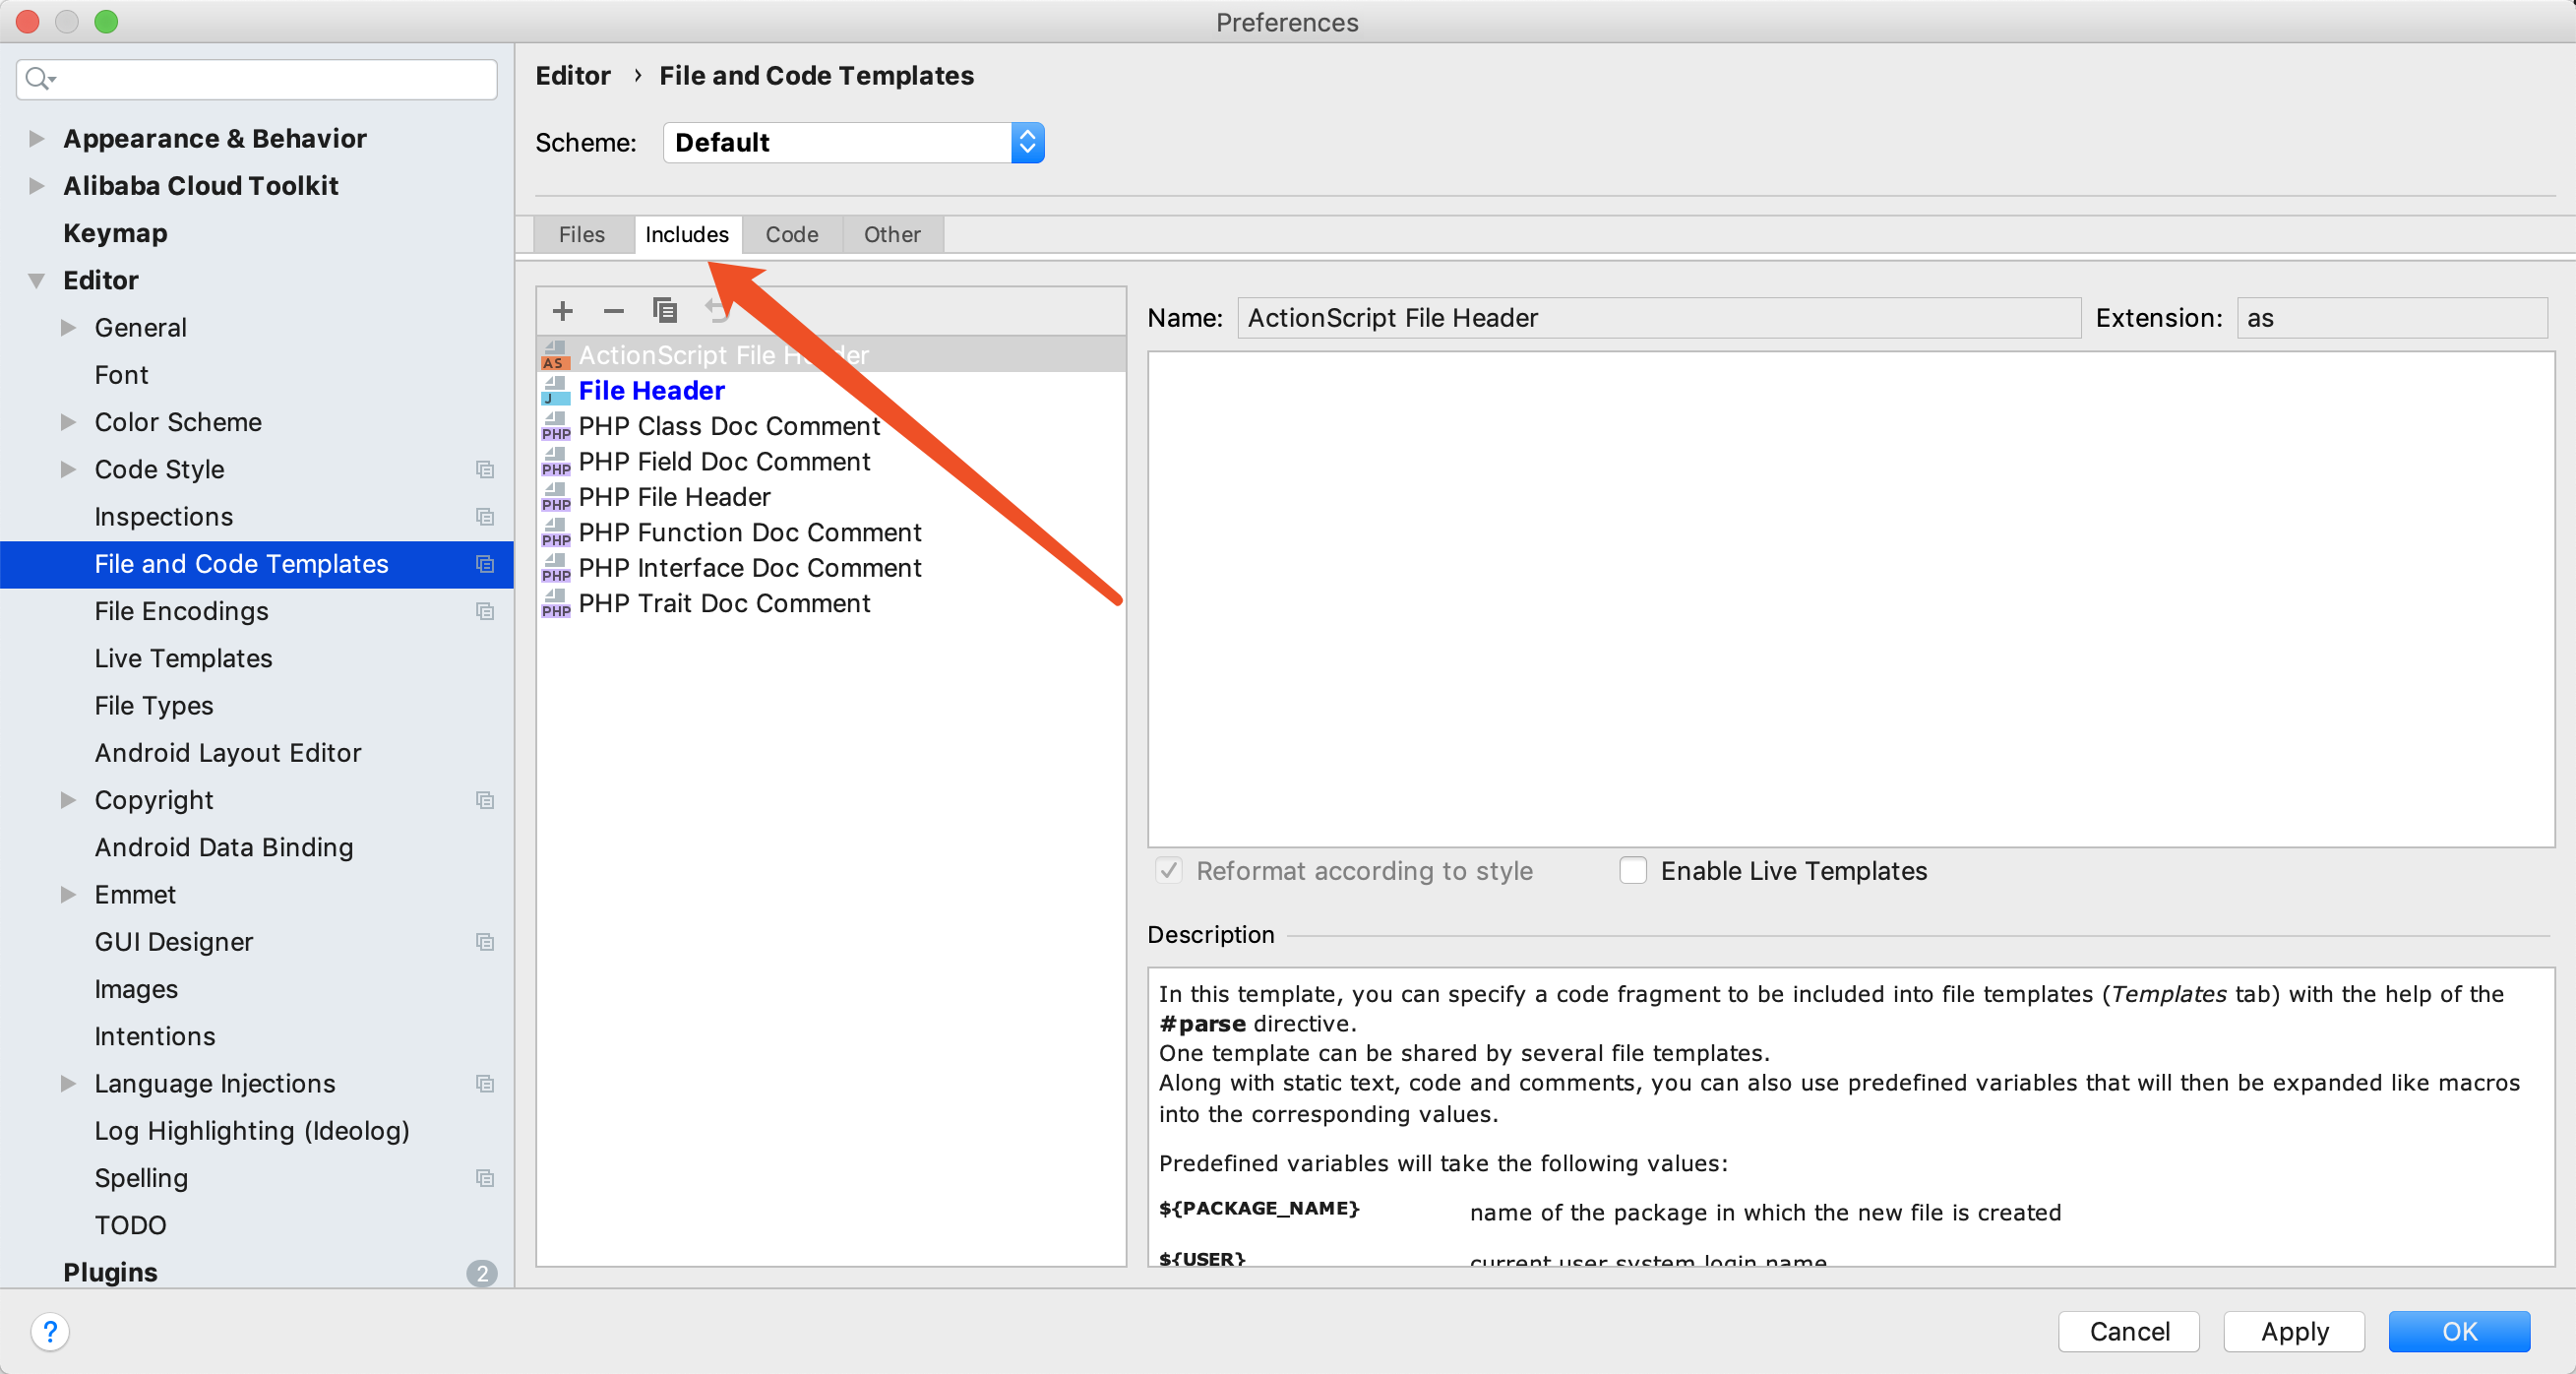 Preferences
Appearance & Behavior
Alibaba Cloud Toolkit
Keymap
Editor
General
Font
Color Scheme
Code Style
Inspections
File and Code Templates
File Encodings
Live Templates
File Types
Android Layout Editor
Copyright
Android Data Binding
Emmet
GUI Designer
Images
Intentions
Language Injections
Log Highlighting (Ideolog)
Spelling
TODO
Plugins 2
Editor › File and Code Templates
Scheme: Default
Files Includes Code Other
AS ActionScript File Header
J File Header
PHP PHP Class Doc Comment
PHP PHP Field Doc Comment
PHP PHP File Header
PHP PHP Function Doc Comment
PHP PHP Interface Doc Comment
PHP PHP Trait Doc Comment
Name: ActionScript File Header Extension: as
Reformat according to style Enable Live Templates
Description
In this template, you can specify a code fragment to be included into file templates (Templates tab) with the help of the
#parse directive.
One template can be shared by several file templates.
Along with static text, code and comments, you can also use predefined variables that will then be expanded like macros
into the corresponding values.
Predefined variables will take the following values:
${PACKAGE_NAME} name of the package in which the new file is created
${USER} current user system login name
? Cancel Apply OK